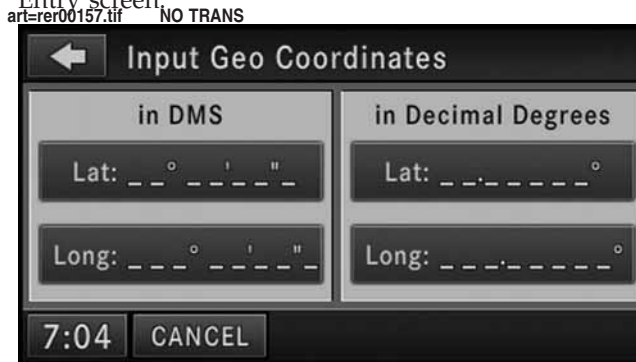 Entry screen.
art=rer00157.tif NO TRANS
Input Geo Coordinates
in DMS
in Decimal Degrees
Lat: _ _° _ _' _ _"_
Lat: _ _._ _ _ _ _°
Long: _ _ _° _ _' _ _"_
Long: _ _ _._ _ _ _ _°
7:04 CANCEL